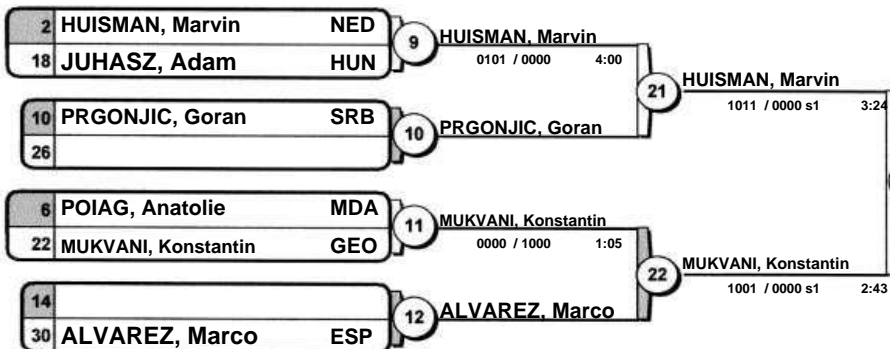 2 HUISMAN, Marvin NED
18 JUHASZ, Adam HUN
9
HUISMAN, Marvin
0101 / 0000 4:00
10 PRGONJIC, Goran SRB
26
10
PRGONJIC, Goran
21
HUISMAN, Marvin
1011 / 0000 s1 3:24
6 POIAG, Anatolie MDA
22 MUKVANI, Konstantin GEO
11
MUKVANI, Konstantin
0000 / 1000 1:05
14
30 ALVAREZ, Marco ESP
12
ALVAREZ, Marco
22
MUKVANI, Konstantin
1001 / 0000 s1 2:43